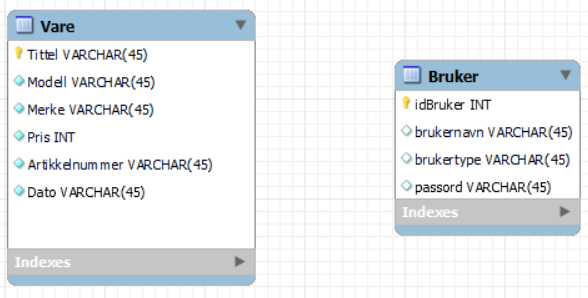 Vare
Tittel VARCHAR(45)
Modell VARCHAR(45)
Merke VARCHAR(45)
Pris INT
Artikkelnummer VARCHAR(45)
Dato VARCHAR(45)
Indexes
Bruker
idBruker INT
brukernavn VARCHAR(45)
brukertype VARCHAR(45)
passord VARCHAR(45)
Indexes